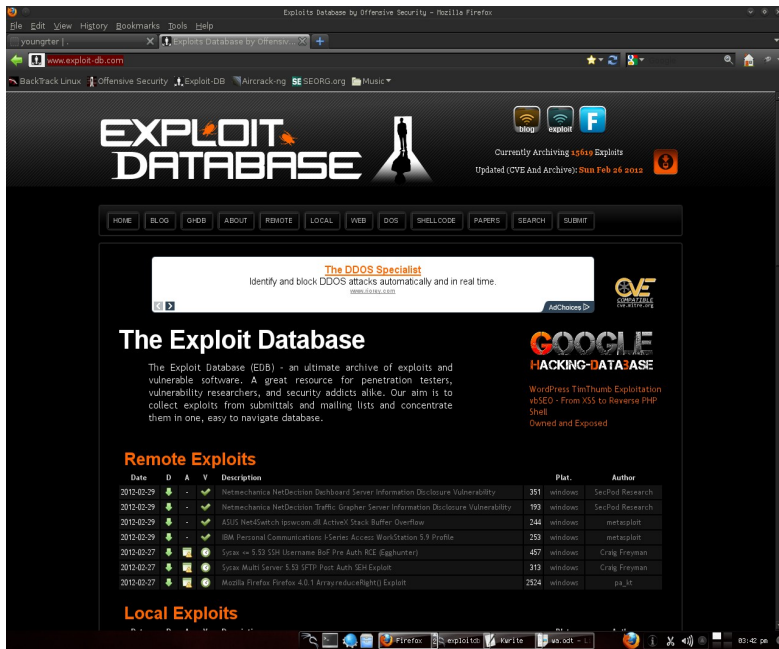 Exploits Database by Offensive Security - Mozilla Firefox
File Edit View History Bookmarks Tools Help
youngrter | .
Exploits Database by Offensiv...
www.exploit-db.com
BackTrack Linux Offensive Security Exploit-DB Aircrack-ng SE SEORG.org Music
EXPLOIT
DATABASE
blog exploit F
Currently Archiving 15619 Exploits
Updated (CVE And Archive): Sun Feb 26 2012
HOME BLOG GHDB ABOUT REMOTE LOCAL WEB DOS SHELLCODE PAPERS SEARCH SUBMIT
The DDOS Specialist
Identify and block DDOS attacks automatically and in real time.
AdChoices
CVE
COMPATIBLE
cve.mitre.org
The Exploit Database
The Exploit Database (EDB) - an ultimate archive of exploits and
vulnerable software. A great resource for penetration testers,
vulnerability researchers, and security addicts alike. Our aim is to
collect exploits from submittals and mailing lists and concentrate
them in one, easy to navigate database.
GOOGLE
HACKING-DATABASE
WordPress TimThumb Exploitation
vbSEO - From XSS to Reverse PHP
Shell
Owned and Exposed
Remote Exploits
Date D A V Description Plat. Author
2012-02-29 - Netmechanica NetDecision Dashboard Server Information Disclosure Vulnerability 351 windows SecPod Research
2012-02-29 - Netmechanica NetDecision Traffic Grapher Server Information Disclosure Vulnerability 193 windows SecPod Research
2012-02-29 - ASUS Net4Switch ipswcom.dll ActiveX Stack Buffer Overflow 244 windows metasploit
2012-02-29 - IBM Personal Communications I-Series Access WorkStation 5.9 Profile 253 windows metasploit
2012-02-27 Sysax <= 5.53 SSH Username BoF Pre Auth RCE (Egghunter) 457 windows Craig Freyman
2012-02-27 Sysax Multi Server 5.53 SFTP Post Auth SEH Exploit 313 windows Craig Freyman
2012-02-27 Mozilla Firefox Firefox 4.0.1 Array.reduceRight() Exploit 2524 windows pa_kt
Local Exploits
Firefox exploitdb Kwrite wa.odt - L 03:42 pm